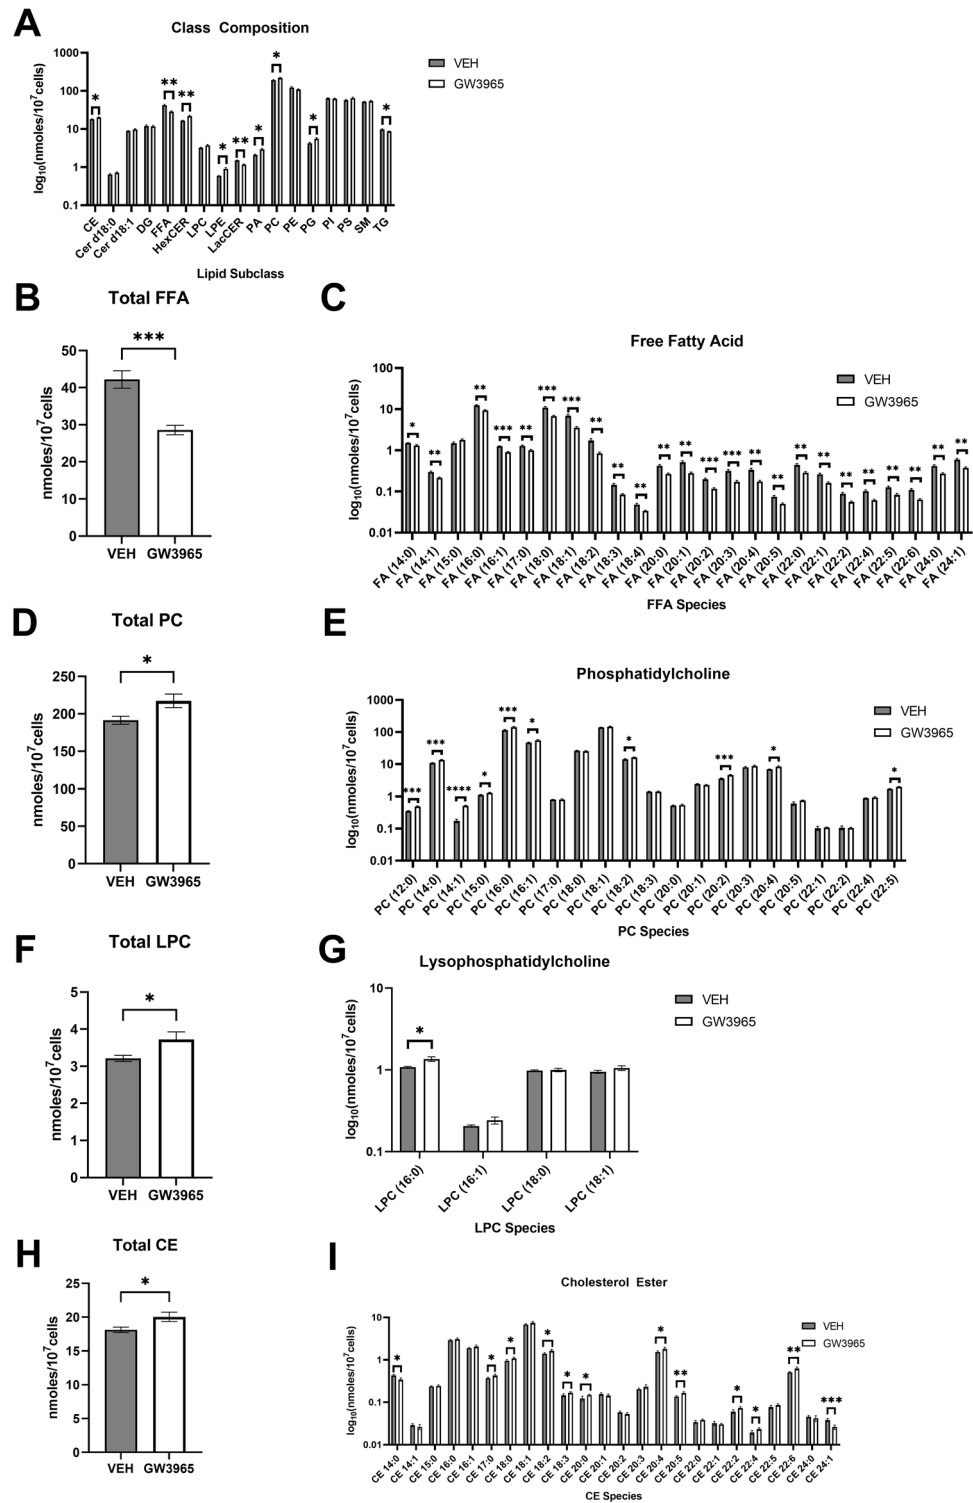 A
Class Composition
VEH
GW3965
log10(nmoles/10^7cells)
1000
100
10
1
0.1
* ** ** * ** * * * *
CE
Cer d18:0
Cer d18:1
DG
FFA
HexCER
LPC
LPE
LacCER
PA
PC
PE
PG
PI
PS
SM
TG
Lipid Subclass
B
Total FFA
nmoles/10^7cells
50
40
30
20
10
0
***
VEH GW3965
C
Free Fatty Acid
VEH
GW3965
log10(nmoles/10^7cells)
100
10
1
0.1
0.01
* ** ** *** ** *** *** ** ** ** ** ** *** *** ** ** ** ** ** ** ** ** ** **
FA (14:0)
FA (14:1)
FA (15:0)
FA (16:0)
FA (16:1)
FA (17:0)
FA (18:0)
FA (18:1)
FA (18:2)
FA (18:3)
FA (18:4)
FA (20:0)
FA (20:1)
FA (20:2)
FA (20:3)
FA (20:4)
FA (20:5)
FA (22:0)
FA (22:1)
FA (22:2)
FA (22:4)
FA (22:5)
FA (22:6)
FA (24:0)
FA (24:1)
FFA Species
D
Total PC
nmoles/10^7cells
250
200
150
100
50
0
*
VEH GW3965
E
Phosphatidylcholine
VEH
GW3965
log10(nmoles/10^7cells)
1000
100
10
1
0.1
0.01
*** *** **** * *** * * *** * *
PC (12:0)
PC (14:0)
PC (14:1)
PC (15:0)
PC (16:0)
PC (16:1)
PC (17:0)
PC (18:0)
PC (18:1)
PC (18:2)
PC (18:3)
PC (20:0)
PC (20:1)
PC (20:2)
PC (20:3)
PC (20:4)
PC (20:5)
PC (22:1)
PC (22:2)
PC (22:4)
PC (22:5)
PC Species
F
Total LPC
nmoles/10^7cells
5
4
3
2
1
0
*
VEH GW3965
G
Lysophosphatidylcholine
VEH
GW3965
log10(nmoles/10^7cells)
10
1
0.1
*
LPC (16:0)
LPC (16:1)
LPC (18:0)
LPC (18:1)
LPC Species
H
Total CE
nmoles/10^7cells
25
20
15
10
5
0
*
VEH GW3965
I
Cholesterol Ester
VEH
GW3965
log10(nmoles/10^7cells)
10
1
0.1
0.01
* * * * * * * ** * * ** ***
CE 14:0
CE 14:1
CE 15:0
CE 16:0
CE 16:1
CE 17:0
CE 18:0
CE 18:1
CE 18:2
CE 18:3
CE 20:0
CE 20:1
CE 20:2
CE 20:3
CE 20:4
CE 20:5
CE 22:0
CE 22:1
CE 22:2
CE 22:4
CE 22:5
CE 22:6
CE 24:0
CE 24:1
CE Species